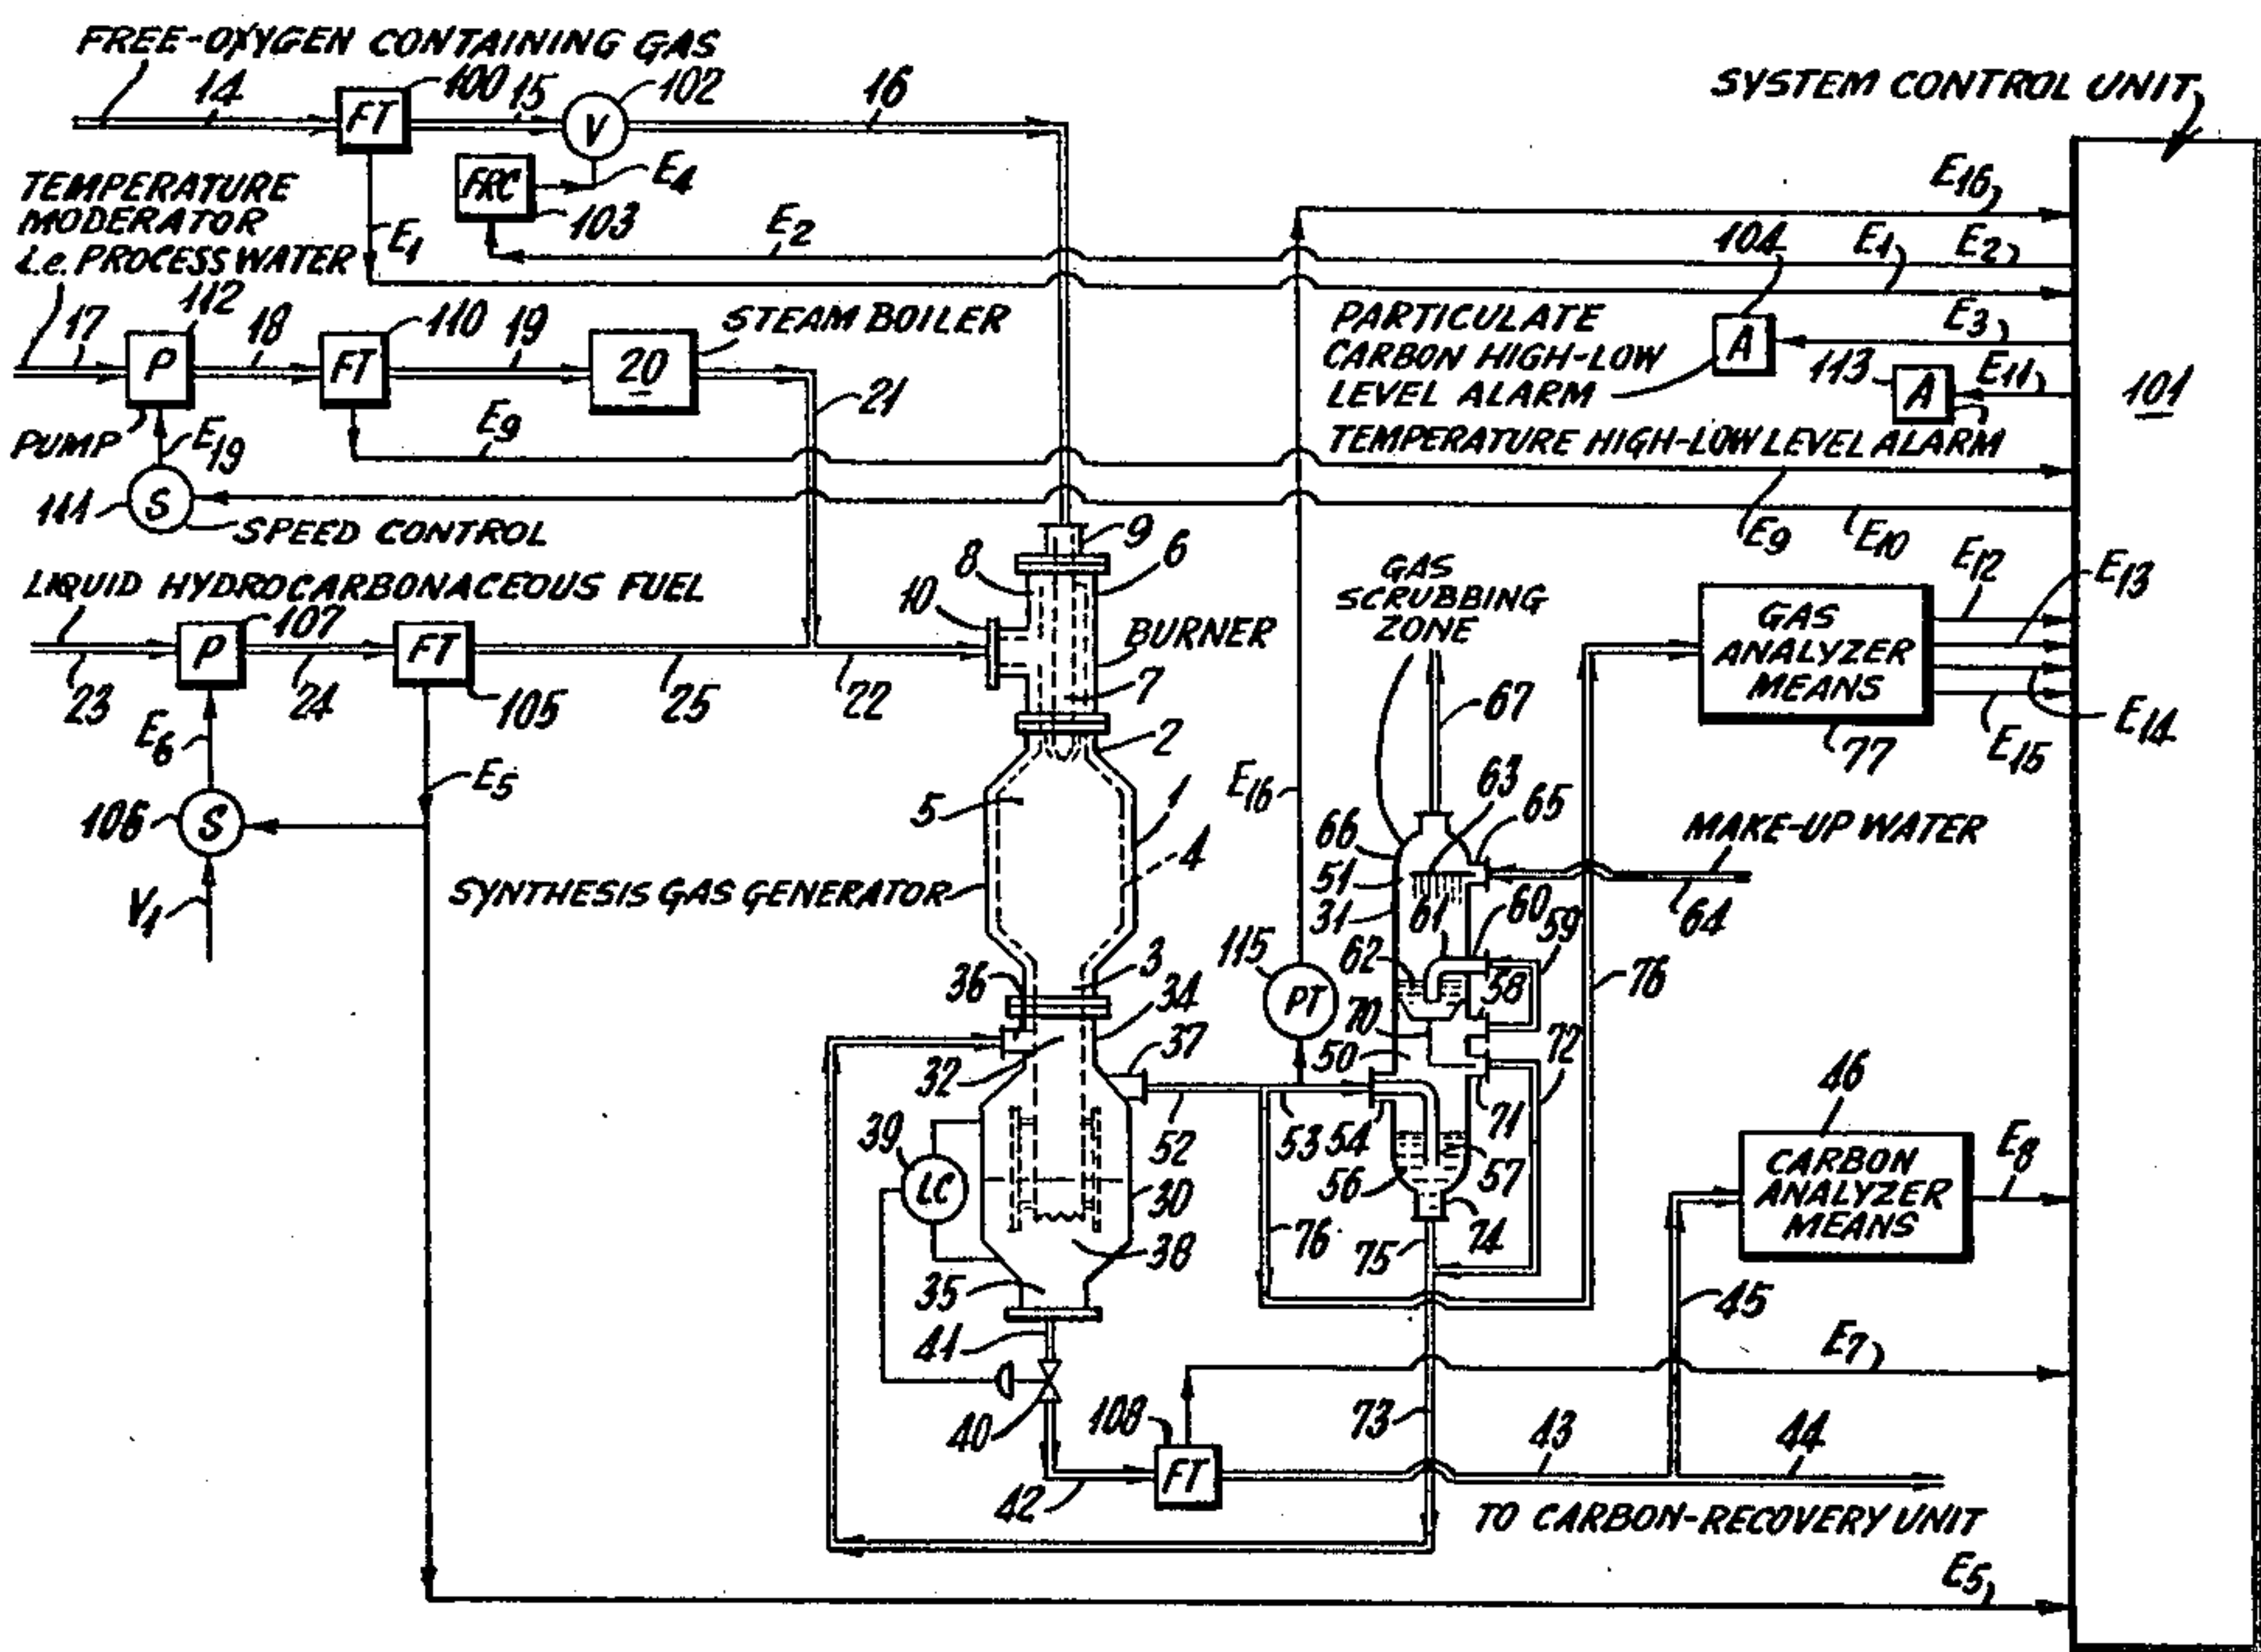 FREE-OXYGEN CONTAINING GAS
SYSTEM CONTROL UNIT
14
FT
100
15
V
102
16
TEMPERATURE
MODERATOR
i.e. PROCESS WATER
FRC
103
E4
E1
E2
E16
104
E1
E2
17
112
P
18
110
FT
19
20
STEAM BOILER
21
PARTICULATE
CARBON HIGH-LOW
LEVEL ALARM
A
E3
113
A
E11
101
TEMPERATURE HIGH-LOW LEVEL ALARM
PUMP
E19
E9
111
S
SPEED CONTROL
E9
E10
LIQUID HYDROCARBONACEOUS FUEL
107
P
23
24
FT
105
25
22
10
8
9
6
BURNER
7
GAS
SCRUBBING
ZONE
GAS
ANALYZER
MEANS
77
E12
E13
E14
E15
E6
E5
106
S
V1
2
5
1
4
SYNTHESIS GAS GENERATOR
E16
67
63
65
66
51
31
61
60
59
MAKE-UP WATER
64
115
PT
62
58
70
50
72
76
36
3
34
37
32
52
53
54
71
57
56
39
LC
30
38
35
76
75
74
46
CARBON
ANALYZER
MEANS
E8
45
41
40
108
FT
42
73
E7
43
44
TO CARBON-RECOVERY UNIT
E5